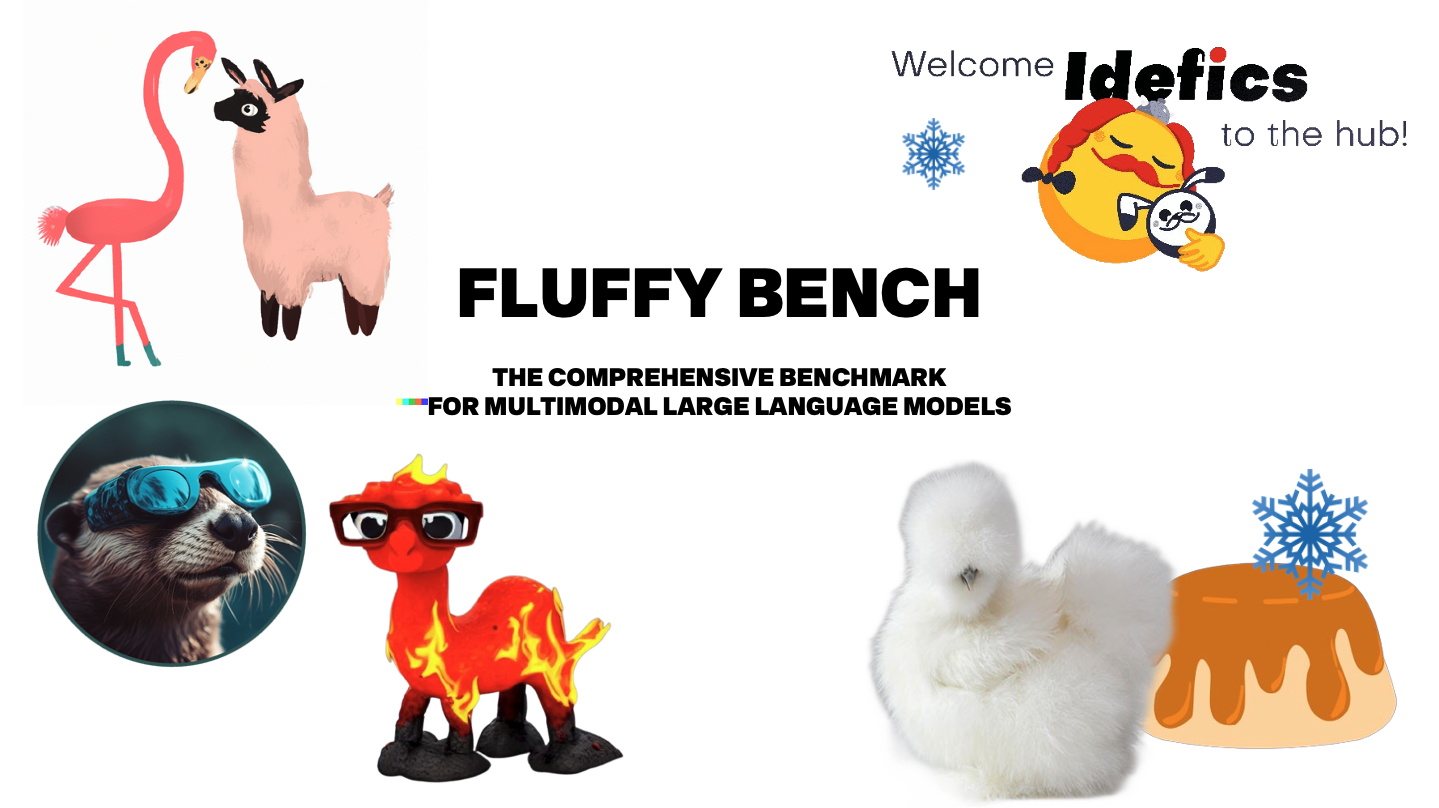 Welcome Idefics
to the hub!
FLUFFY BENCH
THE COMPREHENSIVE BENCHMARK
FOR MULTIMODAL LARGE LANGUAGE MODELS